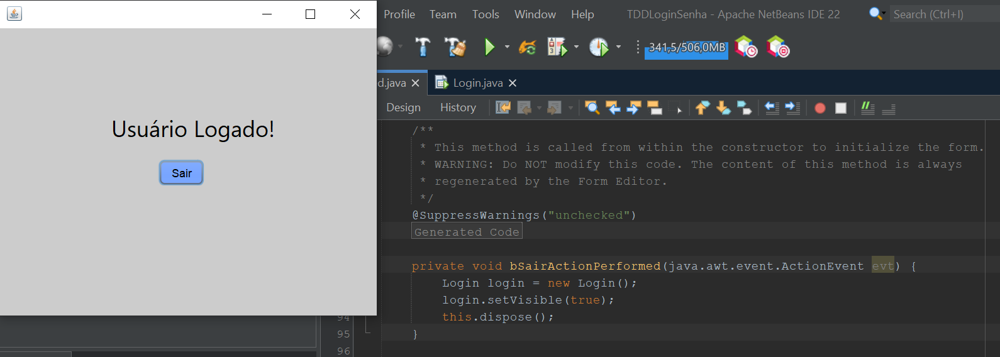 Profile Team Tools Window Help TDDLoginSenha - Apache NetBeans IDE 22 Search (Ctrl+I)
341,5/506,0MB
d.java Login.java
Design History
Usuário Logado!
Sair
/**
* This method is called from within the constructor to initialize the form.
* WARNING: Do NOT modify this code. The content of this method is always
* regenerated by the Form Editor.
*/
@SuppressWarnings("unchecked")
Generated Code
private void bSairActionPerformed(java.awt.event.ActionEvent evt) {
Login login = new Login();
login.setVisible(true);
94 this.dispose();
95 }
96